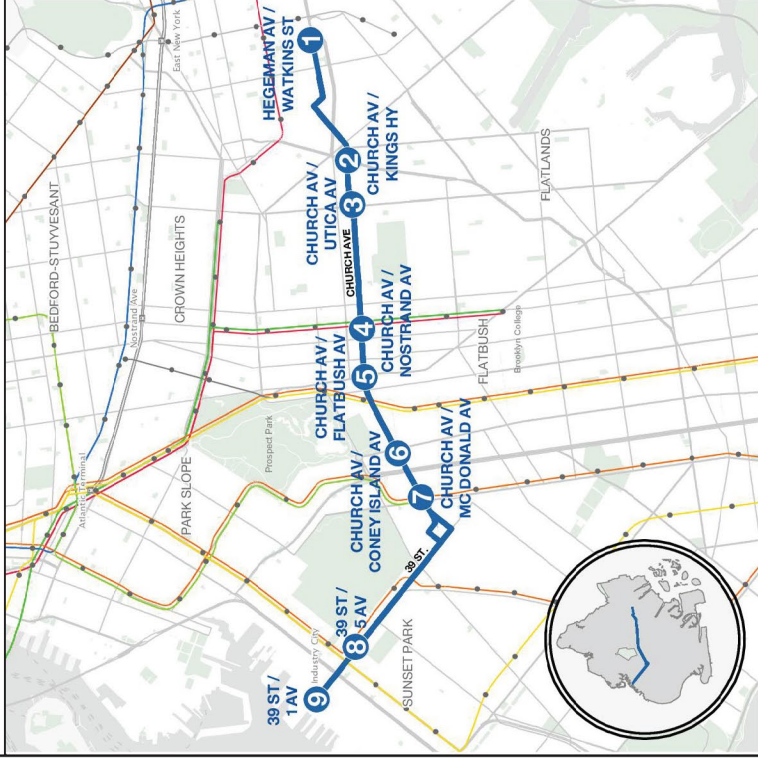 HEGEMAN AV /
WATKINS ST
1
East New York
2
CHURCH AV /
KINGS HY
CHURCH AV /
UTICA AV
3
CHURCH AVE
FLATLANDS
BEDFORD-STUYVESANT
CROWN HEIGHTS
Nostrand Ave
4
CHURCH AV /
NOSTRAND AV
CHURCH AV /
FLATBUSH AV
5
FLATBUSH
Brooklyn College
Prospect Park
CHURCH AV /
CONEY ISLAND AV
6
7
CHURCH AV /
MC DONALD AV
Atlantic Terminal
PARK SLOPE
39 ST.
39 ST /
5 AV
8
SUNSET PARK
Industry City
39 ST /
1 AV
9